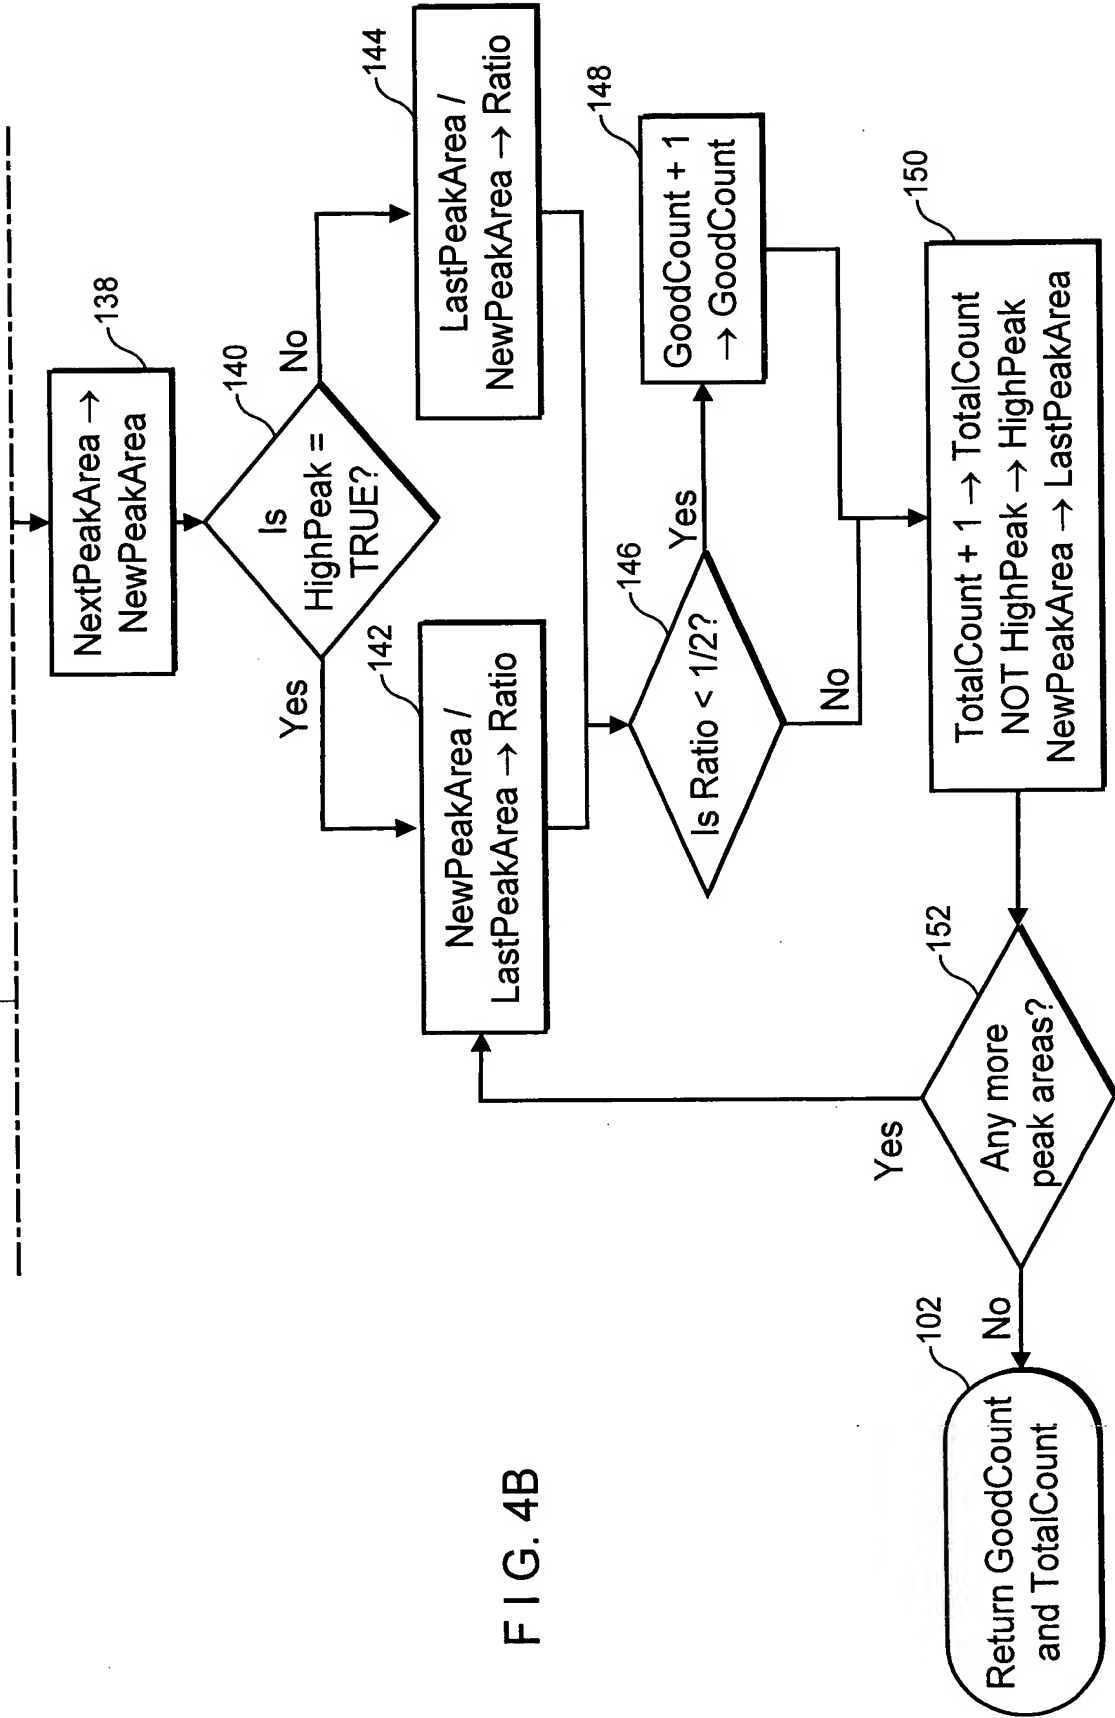 NextPeakArea →
NewPeakArea
138
Is
HighPeak =
TRUE?
140
Yes
No
NewPeakArea /
LastPeakArea → Ratio
142
LastPeakArea /
NewPeakArea → Ratio
144
Is Ratio < 1/2?
146
Yes
No
GoodCount + 1
→ GoodCount
148
TotalCount + 1 → TotalCount
NOT HighPeak → HighPeak
NewPeakArea → LastPeakArea
150
Any more
peak areas?
152
Yes
No
Return GoodCount
and TotalCount
102
FIG. 4B